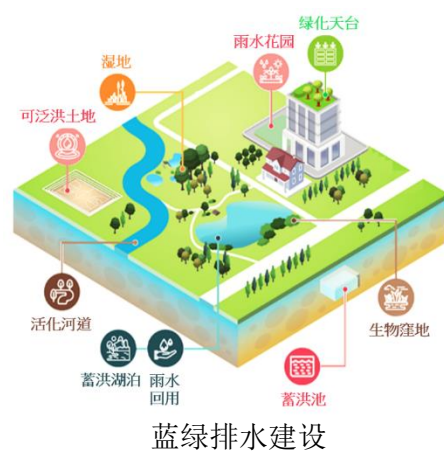 绿化天台
雨水花园
湿地
可泛洪土地
活化河道
生物窪地
蓄洪湖泊
雨水
回用
蓄洪池
蓝绿排水建设